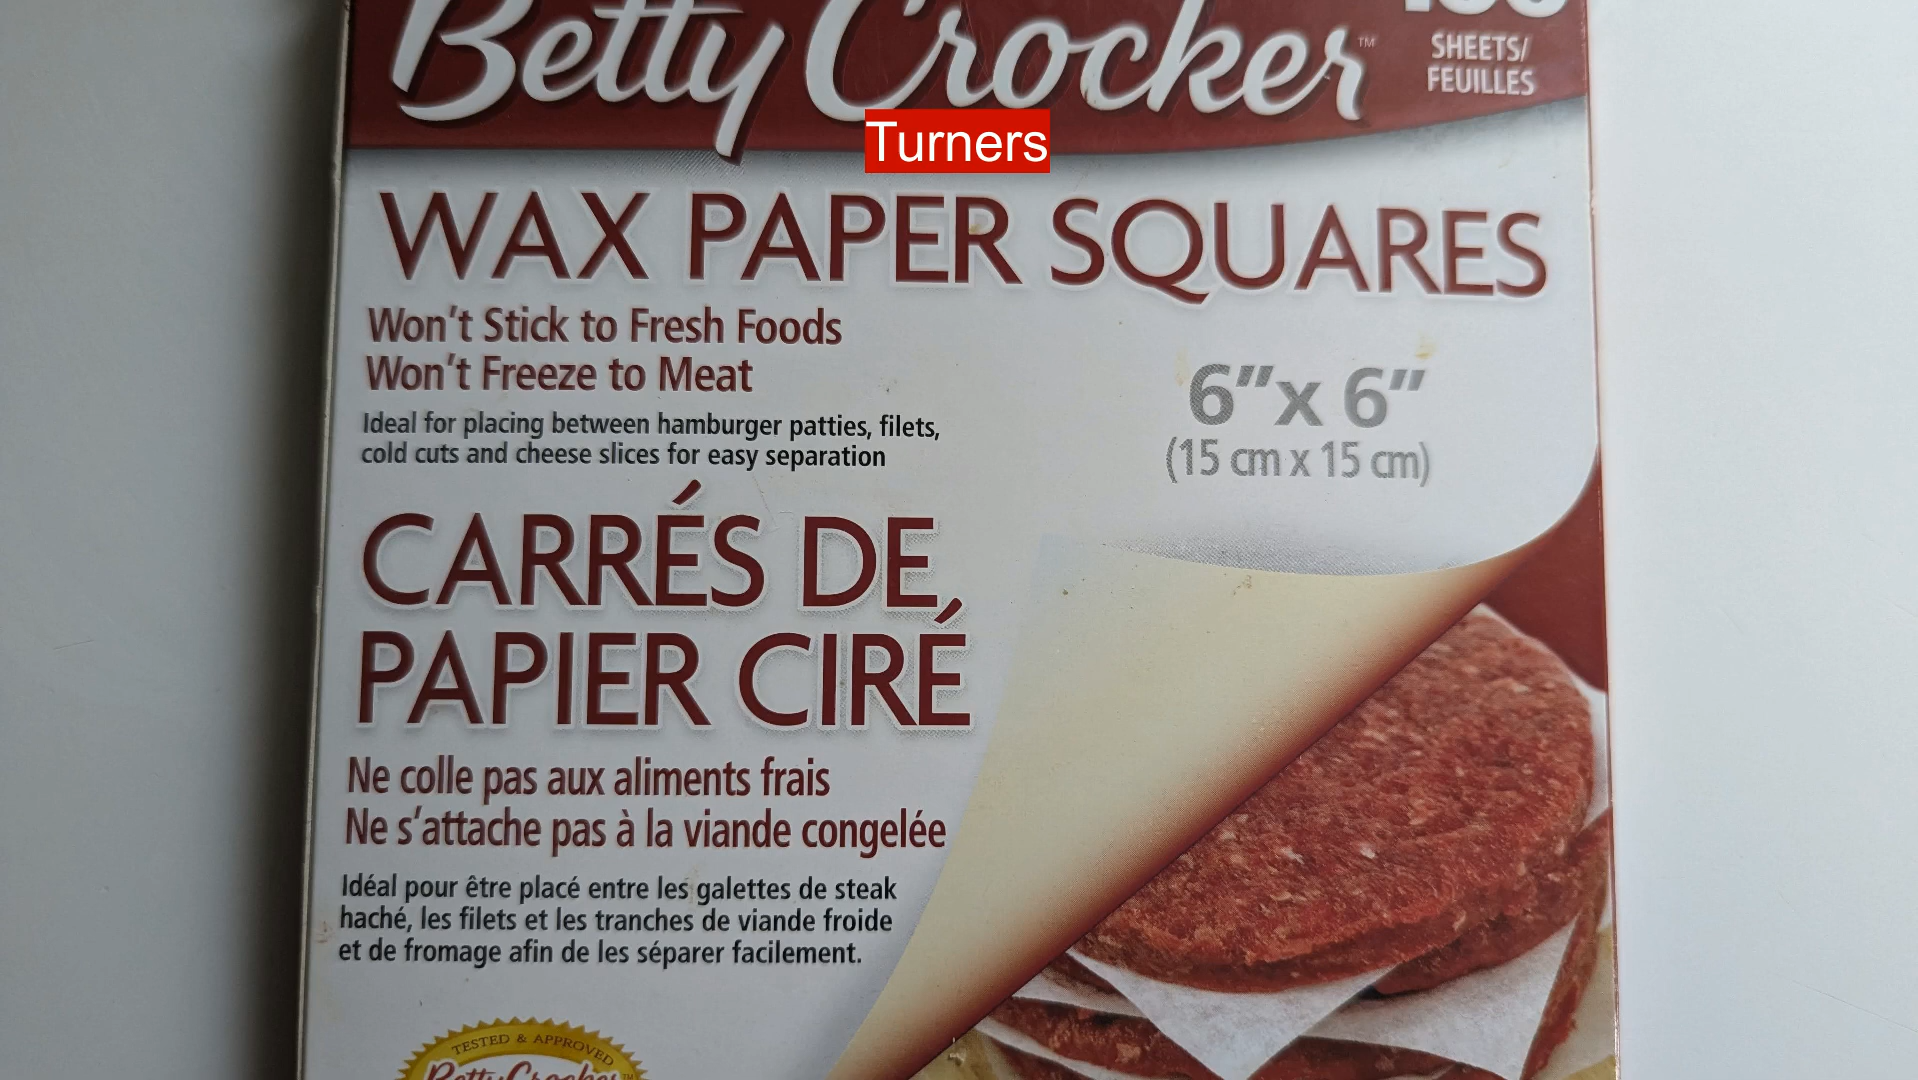 Betty Crocker™
SHEETS/
FEUILLES
Turners
WAX PAPER SQUARES
Won't Stick to Fresh Foods
Won't Freeze to Meat
6"x 6"
(15 cm x 15 cm)
Ideal for placing between hamburger patties, filets,
cold cuts and cheese slices for easy separation
CARRÉS DE
PAPIER CIRÉ
Ne colle pas aux aliments frais
Ne s'attache pas à la viande congelée
Idéal pour être placé entre les galettes de steak
haché, les filets et les tranches de viande froide
et de fromage afin de les séparer facilement.
TESTED & APPROVED
Betty Crocker™